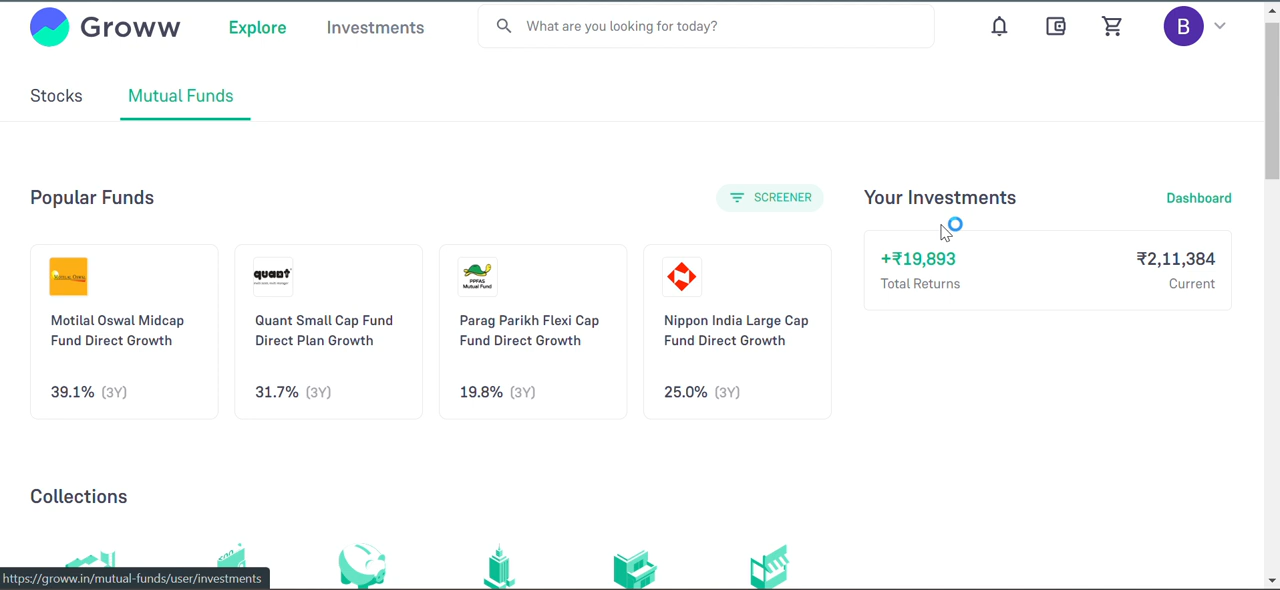 Groww
Explore
Investments
What are you looking for today?
B
Stocks
Mutual Funds
Popular Funds
SCREENER
Your Investments
Dashboard
+₹19,893
₹2,11,384
Total Returns
Current
quant
PPFAS
Mutual Fund
Motilal Oswal Midcap
Fund Direct Growth
39.1% (3Y)
Quant Small Cap Fund
Direct Plan Growth
31.7% (3Y)
Parag Parikh Flexi Cap
Fund Direct Growth
19.8% (3Y)
Nippon India Large Cap
Fund Direct Growth
25.0% (3Y)
Collections
https://groww.in/mutual-funds/user/investments